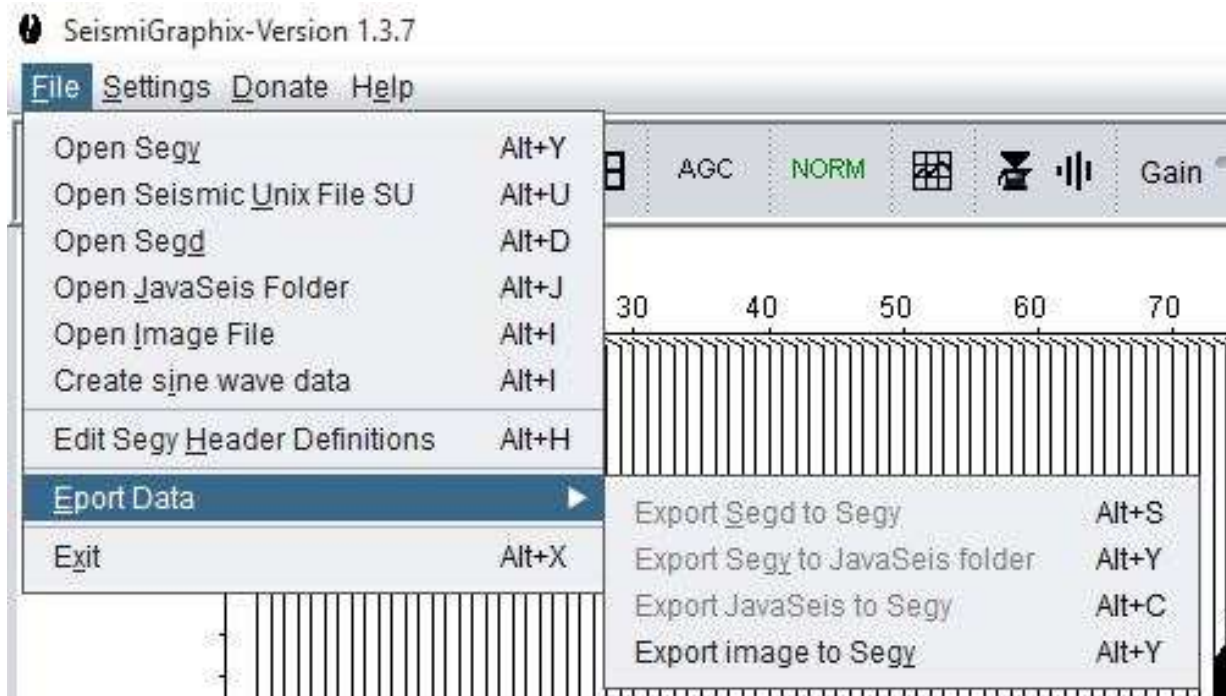 SeismiGraphix-Version 1.3.7
File Settings Donate Help
AGC NORM Gain
Open Segy Alt+Y
Open Seismic Unix File SU Alt+U
Open Segd Alt+D
Open JavaSeis Folder Alt+J
Open Image File Alt+I
Create sine wave data Alt+I
Edit Segy Header Definitions Alt+H
Eport Data
Exit Alt+X
30 40 50 60 70
Export Segd to Segy Alt+S
Export Segy to JavaSeis folder Alt+Y
Export JavaSeis to Segy Alt+C
Export image to Segy Alt+Y